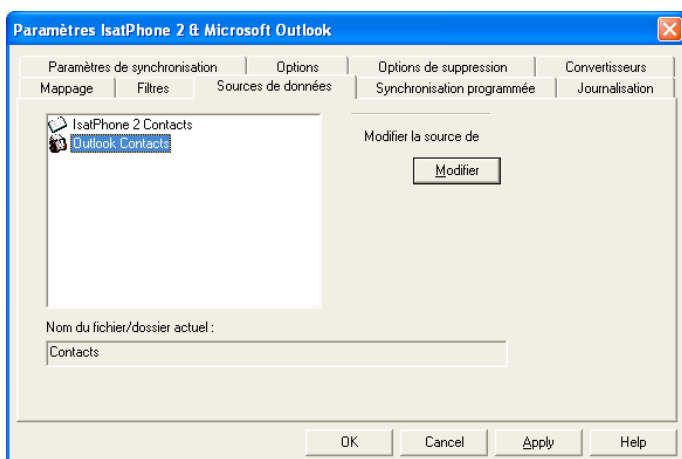 Paramètres IsatPhone 2 & Microsoft Outlook
Paramètres de synchronisation Options Options de suppression Convertisseurs
Mappage Filtres Sources de données Synchronisation programmée Journalisation
IsatPhone 2 Contacts
Outlook Contacts
Modifier la source de
Modifier
Nom du fichier/dossier actuel :
Contacts
OK Cancel Apply Help